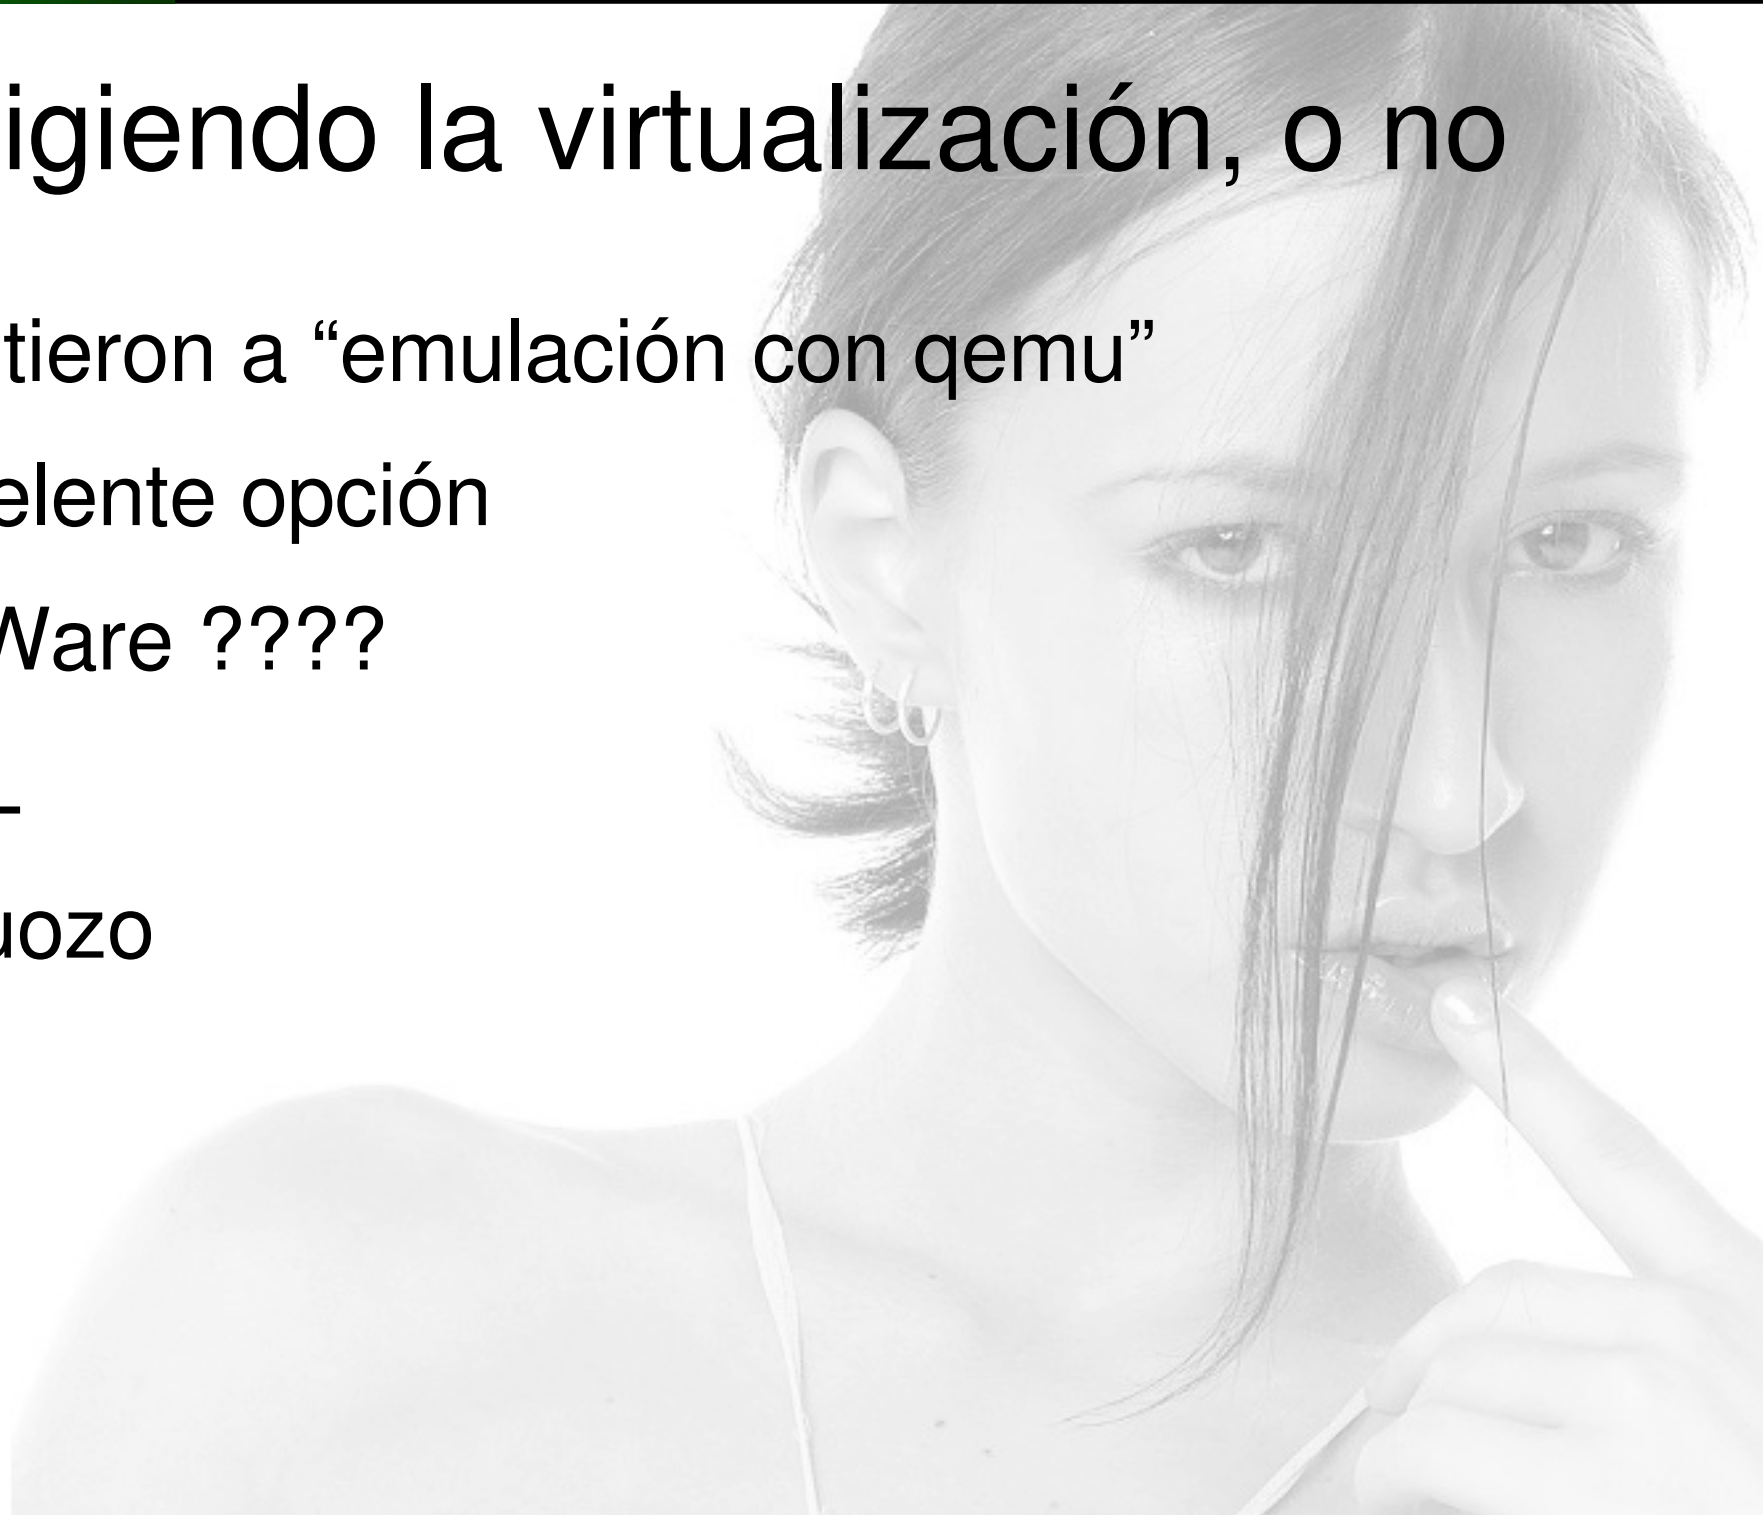 igiendo la virtualización, o no
tieron a “emulación con qemu”
elente opción
Ware ????
-
uozo